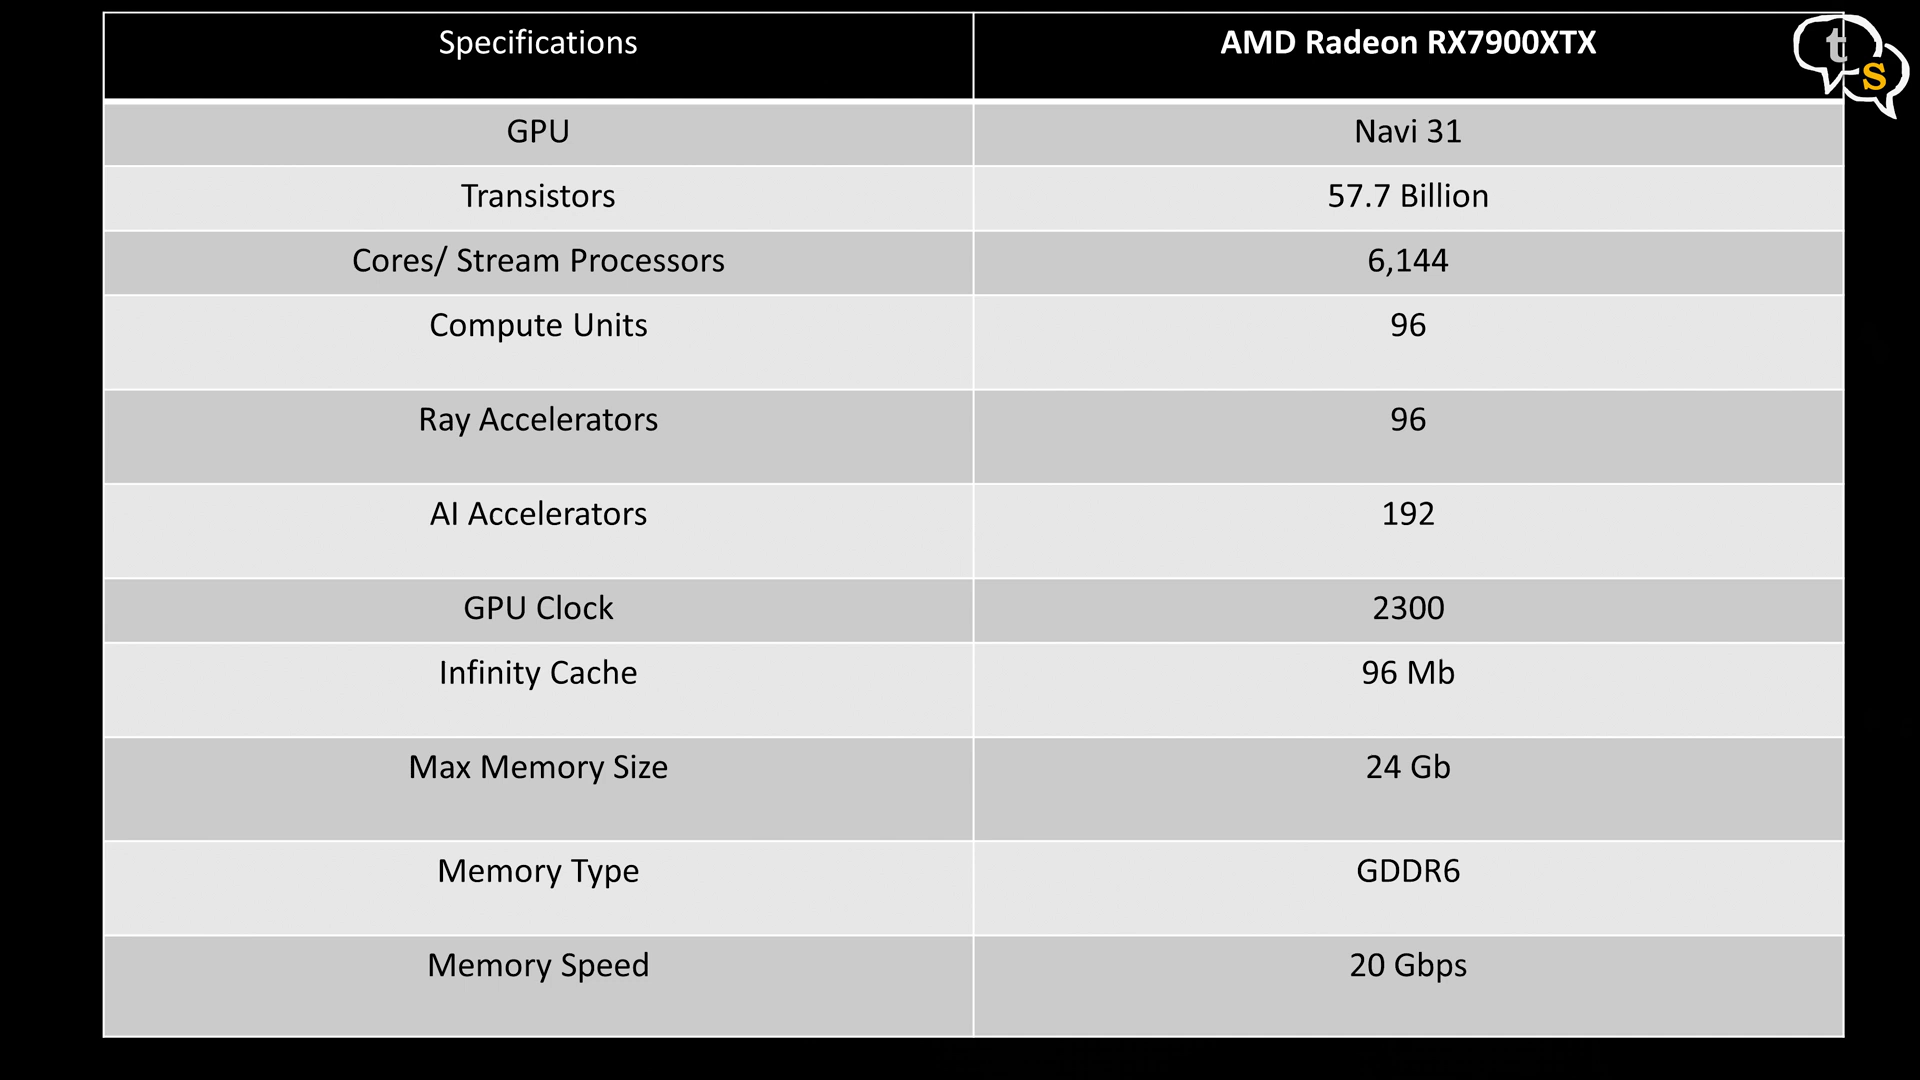 Specifications AMD Radeon RX7900XTX
t
s
GPU Navi 31
Transistors 57.7 Billion
Cores/ Stream Processors 6,144
Compute Units 96
Ray Accelerators 96
AI Accelerators 192
GPU Clock 2300
Infinity Cache 96 Mb
Max Memory Size 24 Gb
Memory Type GDDR6
Memory Speed 20 Gbps